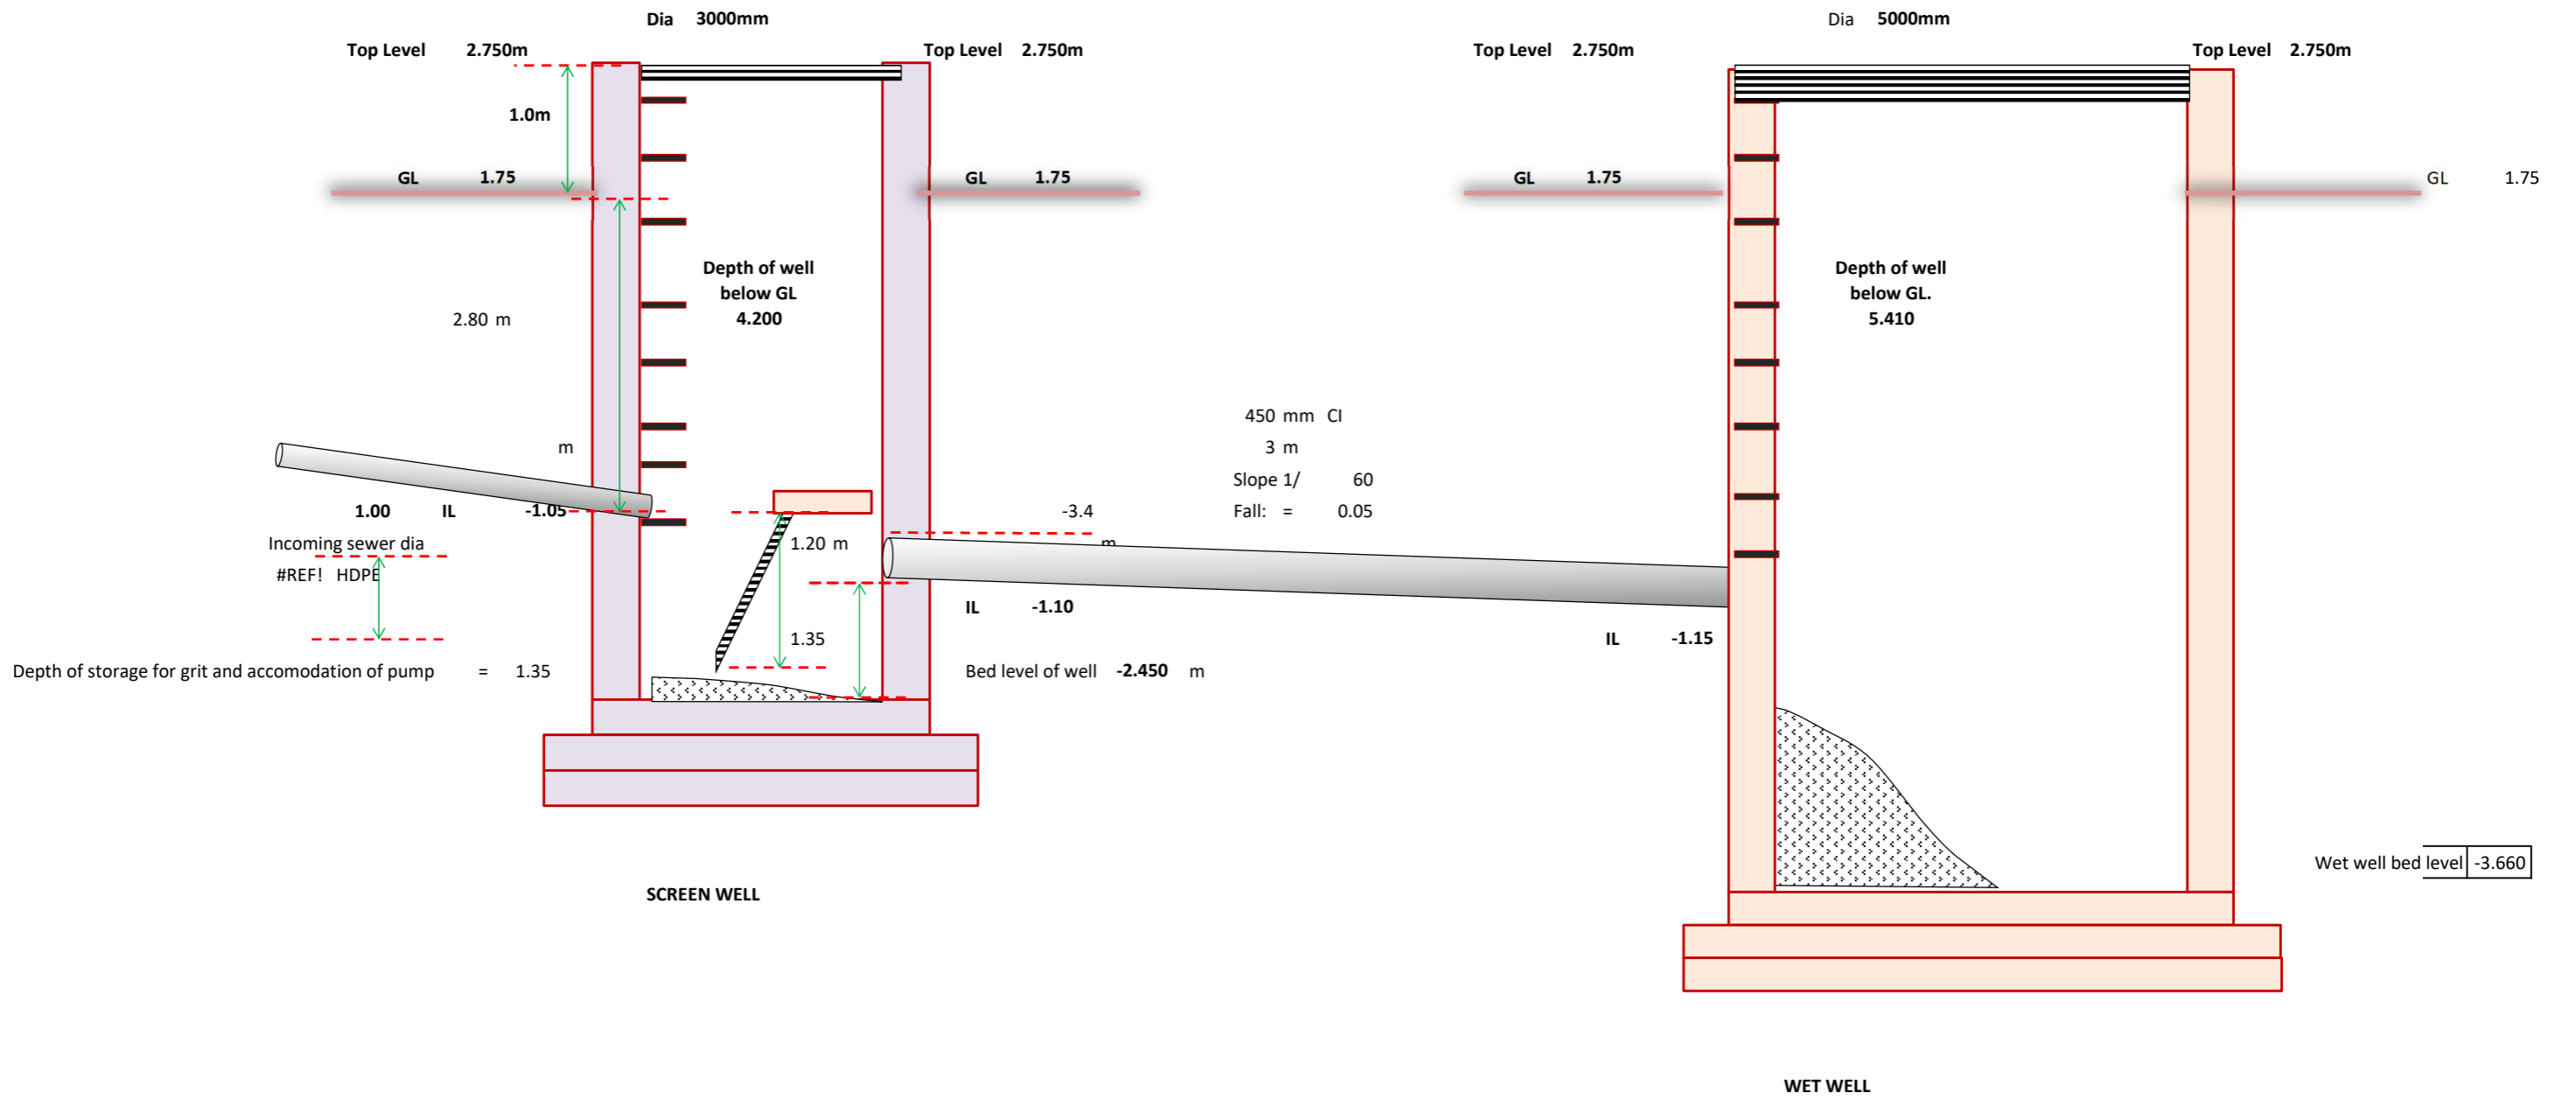 Dia 3000mm
Dia 5000mm
Top Level 2.750m
Top Level 2.750m
Top Level 2.750m
Top Level 2.750m
1.0m
GL 1.75
GL 1.75
GL 1.75
GL 1.75
Depth of well
below GL
4.200
Depth of well
below GL.
5.410
2.80 m
450 mm CI
m
3 m
Slope 1/ 60
1.00 IL -1.05
-3.4
Fall: = 0.05
Incoming sewer dia
1.20 m
m
#REF! HDPE
IL -1.10
1.35
IL -1.15
Depth of storage for grit and accomodation of pump = 1.35
Bed level of well -2.450 m
Wet well bed level -3.660
SCREEN WELL
WET WELL